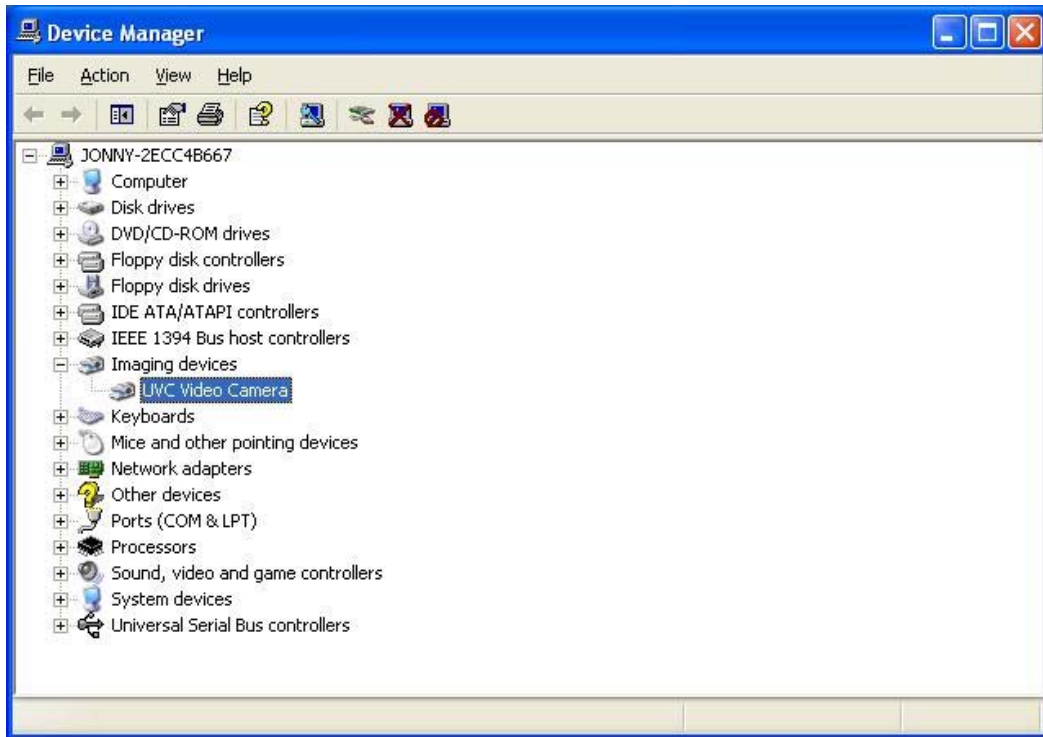 Device Manager
File Action View Help
JONNY-2ECC4B667
Computer
Disk drives
DVD/CD-ROM drives
Floppy disk controllers
Floppy disk drives
IDE ATA/ATAPI controllers
IEEE 1394 Bus host controllers
Imaging devices
UVC Video Camera
Keyboards
Mice and other pointing devices
Network adapters
Other devices
Ports (COM & LPT)
Processors
Sound, video and game controllers
System devices
Universal Serial Bus controllers